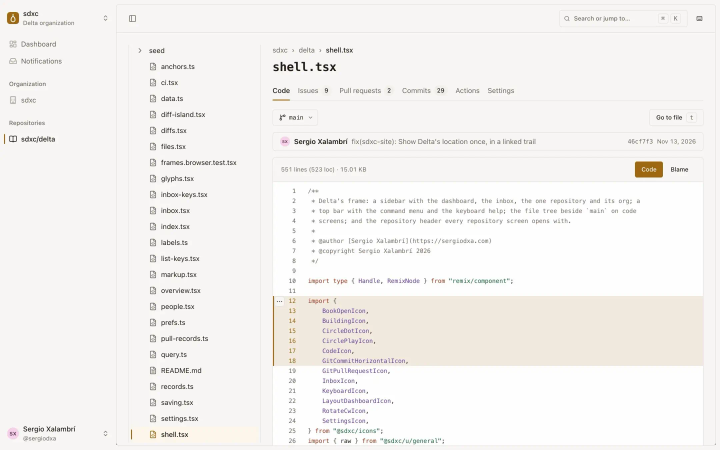 sdxc
Delta organization
Dashboard
Notifications
Organization
sdxc
Repositories
sdxc/delta
Sergio Xalambrí
@sergiodxa
SX
Search or jump to...
⌘ K
seed
anchors.ts
ci.tsx
data.ts
diff-island.tsx
diffs.tsx
files.tsx
frames.browser.test.tsx
glyphs.tsx
inbox-keys.tsx
inbox.tsx
index.tsx
labels.ts
list-keys.tsx
markup.tsx
overview.tsx
people.tsx
prefs.ts
pull-records.ts
query.ts
README.md
records.ts
saving.tsx
settings.tsx
shell.tsx
sdxc › delta › shell.tsx
shell.tsx
Code Issues 9 Pull requests 2 Commits 29 Actions Settings
main
Go to file t
SX Sergio Xalambrí fix(sdxc-site): Show Delta's location once, in a linked trail 46cf7f3 Nov 13, 2026
551 lines (523 loc) · 15.01 KB
Code Blame
1 /**
2 * Delta's frame: a sidebar with the dashboard, the inbox, the one repository and its org; a
3 * top bar with the command menu and the keyboard help; the file tree beside `main` on code
4 * screens; and the repository header every repository screen opens with.
5 *
6 * @author [Sergio Xalambrí](https://sergiodxa.com)
7 * @copyright Sergio Xalambrí 2026
8 */
9
10 import type { Handle, RemixNode } from "remix/component";
11
12 import {
13 BookOpenIcon,
14 BuildingIcon,
15 CircleDotIcon,
16 CirclePlayIcon,
17 CodeIcon,
18 GitCommitHorizontalIcon,
19 GitPullRequestIcon,
20 InboxIcon,
21 KeyboardIcon,
22 LayoutDashboardIcon,
23 RotateCwIcon,
24 SettingsIcon,
25 } from "@sdxc/icons";
26 import { raw } from "@sdxc/u/general";